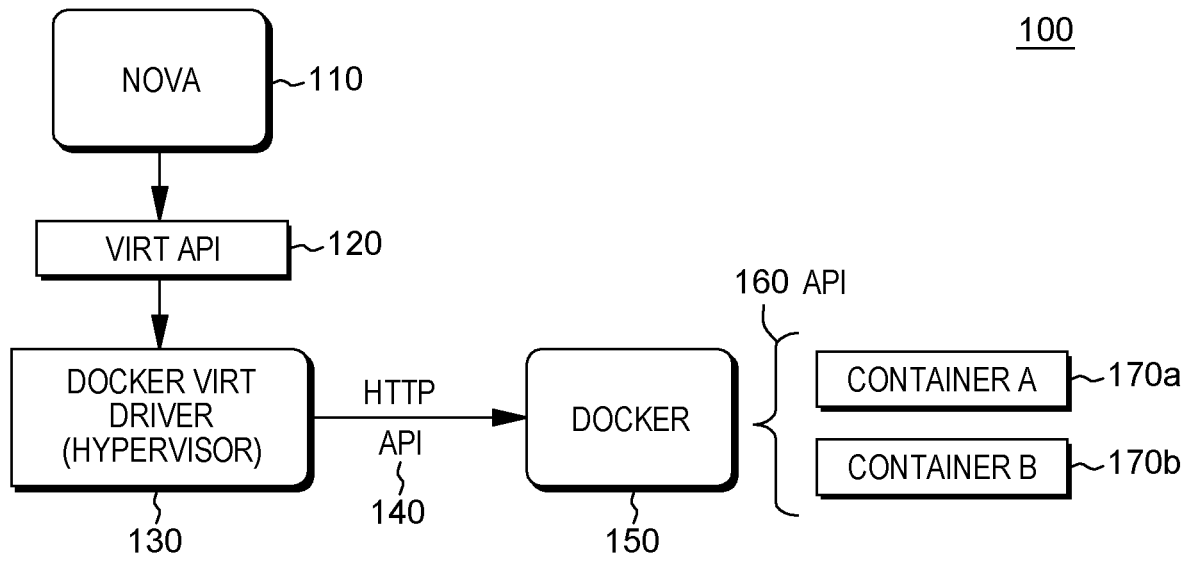 100
NOVA
110
VIRT API
120
160 API
DOCKER VIRT
DRIVER
(HYPERVISOR)
130
HTTP
API
140
DOCKER
150
CONTAINER A
170a
CONTAINER B
170b